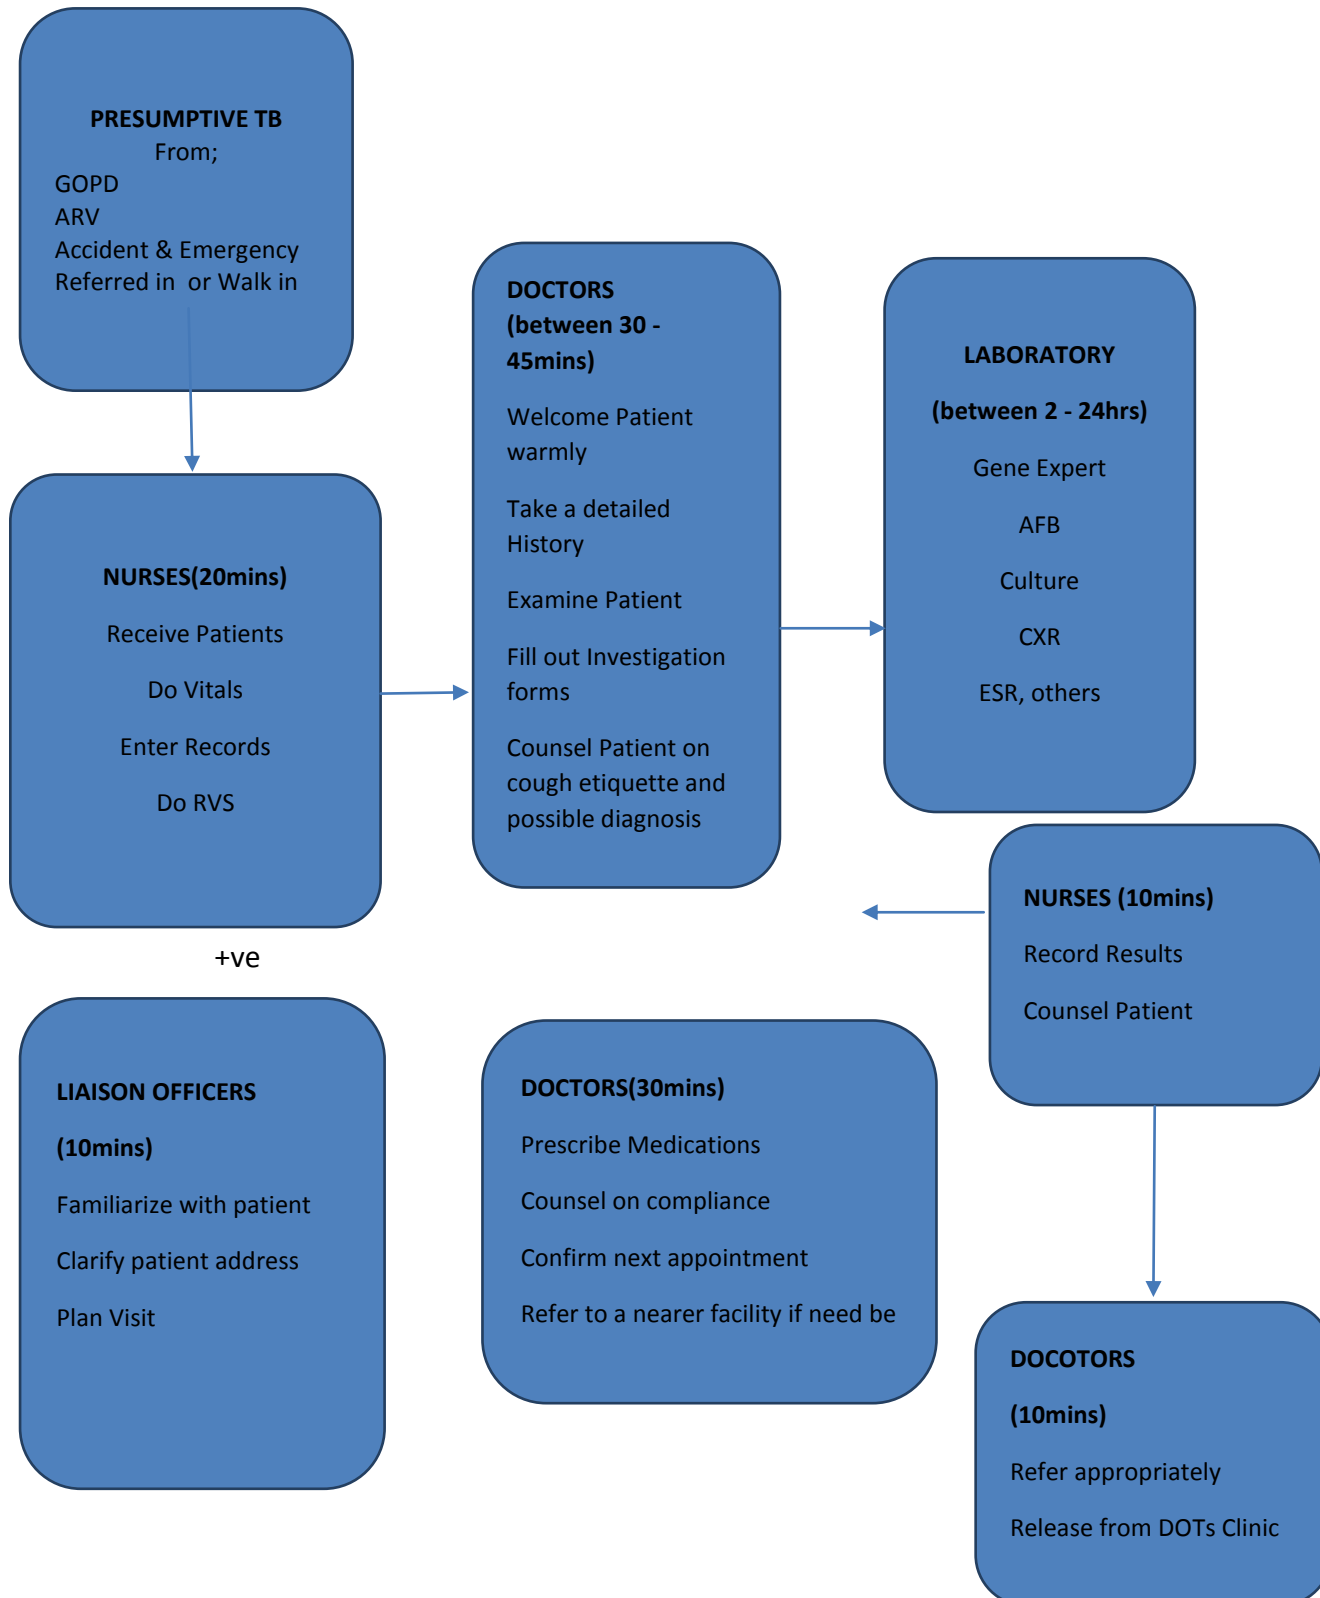 PRESUMPTIVE TB
From;
GOPD
ARV
Accident & Emergency
Referred in  or Walk in
NURSES(20mins)
Receive Patients
Do Vitals
Enter Records
Do RVS
DOCTORS
(between 30 -
45mins)
Welcome Patient
warmly
Take a detailed
History
Examine Patient
Fill out Investigation
forms
Counsel Patient on
cough etiquette and
possible diagnosis
LABORATORY
(between 2 - 24hrs)
Gene Expert
AFB
Culture
CXR
ESR, others
NURSES (10mins)
Record Results
Counsel Patient
+ve
LIAISON OFFICERS
(10mins)
Familiarize with patient
Clarify patient address
Plan Visit
DOCTORS(30mins)
Prescribe Medications
Counsel on compliance
Confirm next appointment
Refer to a nearer facility if need be
DOCOTORS
(10mins)
Refer appropriately
Release from DOTs Clinic